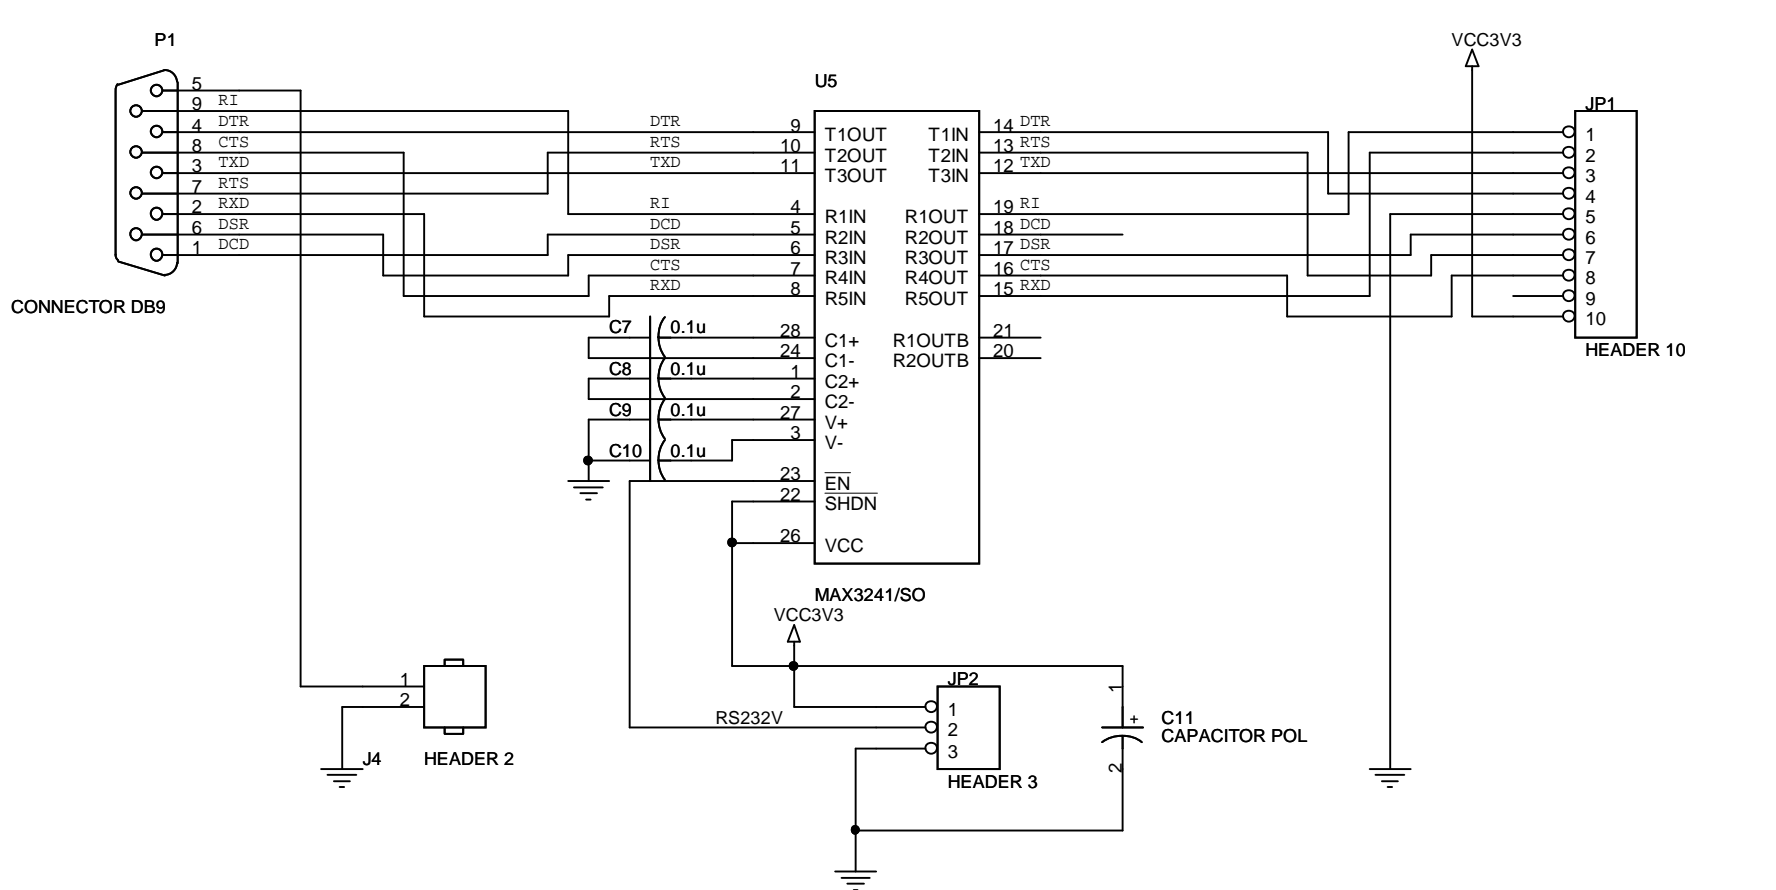 P1
5
9 RI
4 DTR
8 CTS
3 TXD
7 RTS
2 RXD
6 DSR
1 DCD
CONNECTOR DB9
U5
DTR 9 T1OUT
RTS 10 T2OUT
TXD 11 T3OUT
RI 4 R1IN
DCD 5 R2IN
DSR 6 R3IN
CTS 7 R4IN
RXD 8 R5IN
C7 0.1u 28 C1+
24 C1-
C8 0.1u 1 C2+
2 C2-
C9 0.1u 27 V+
3 V-
C10 0.1u
23 EN
22 SHDN
26 VCC
T1IN 14 DTR
T2IN 13 RTS
T3IN 12 TXD
R1OUT 19 RI
R2OUT 18 DCD
R3OUT 17 DSR
R4OUT 16 CTS
R5OUT 15 RXD
R1OUTB 21
R2OUTB 20
MAX3241/SO
VCC3V3
JP1
1
2
3
4
5
6
7
8
9
10
HEADER 10
VCC3V3
1
2
J4
HEADER 2
RS232V
JP2
1
2
3
HEADER 3
1
+
2
C11
CAPACITOR POL